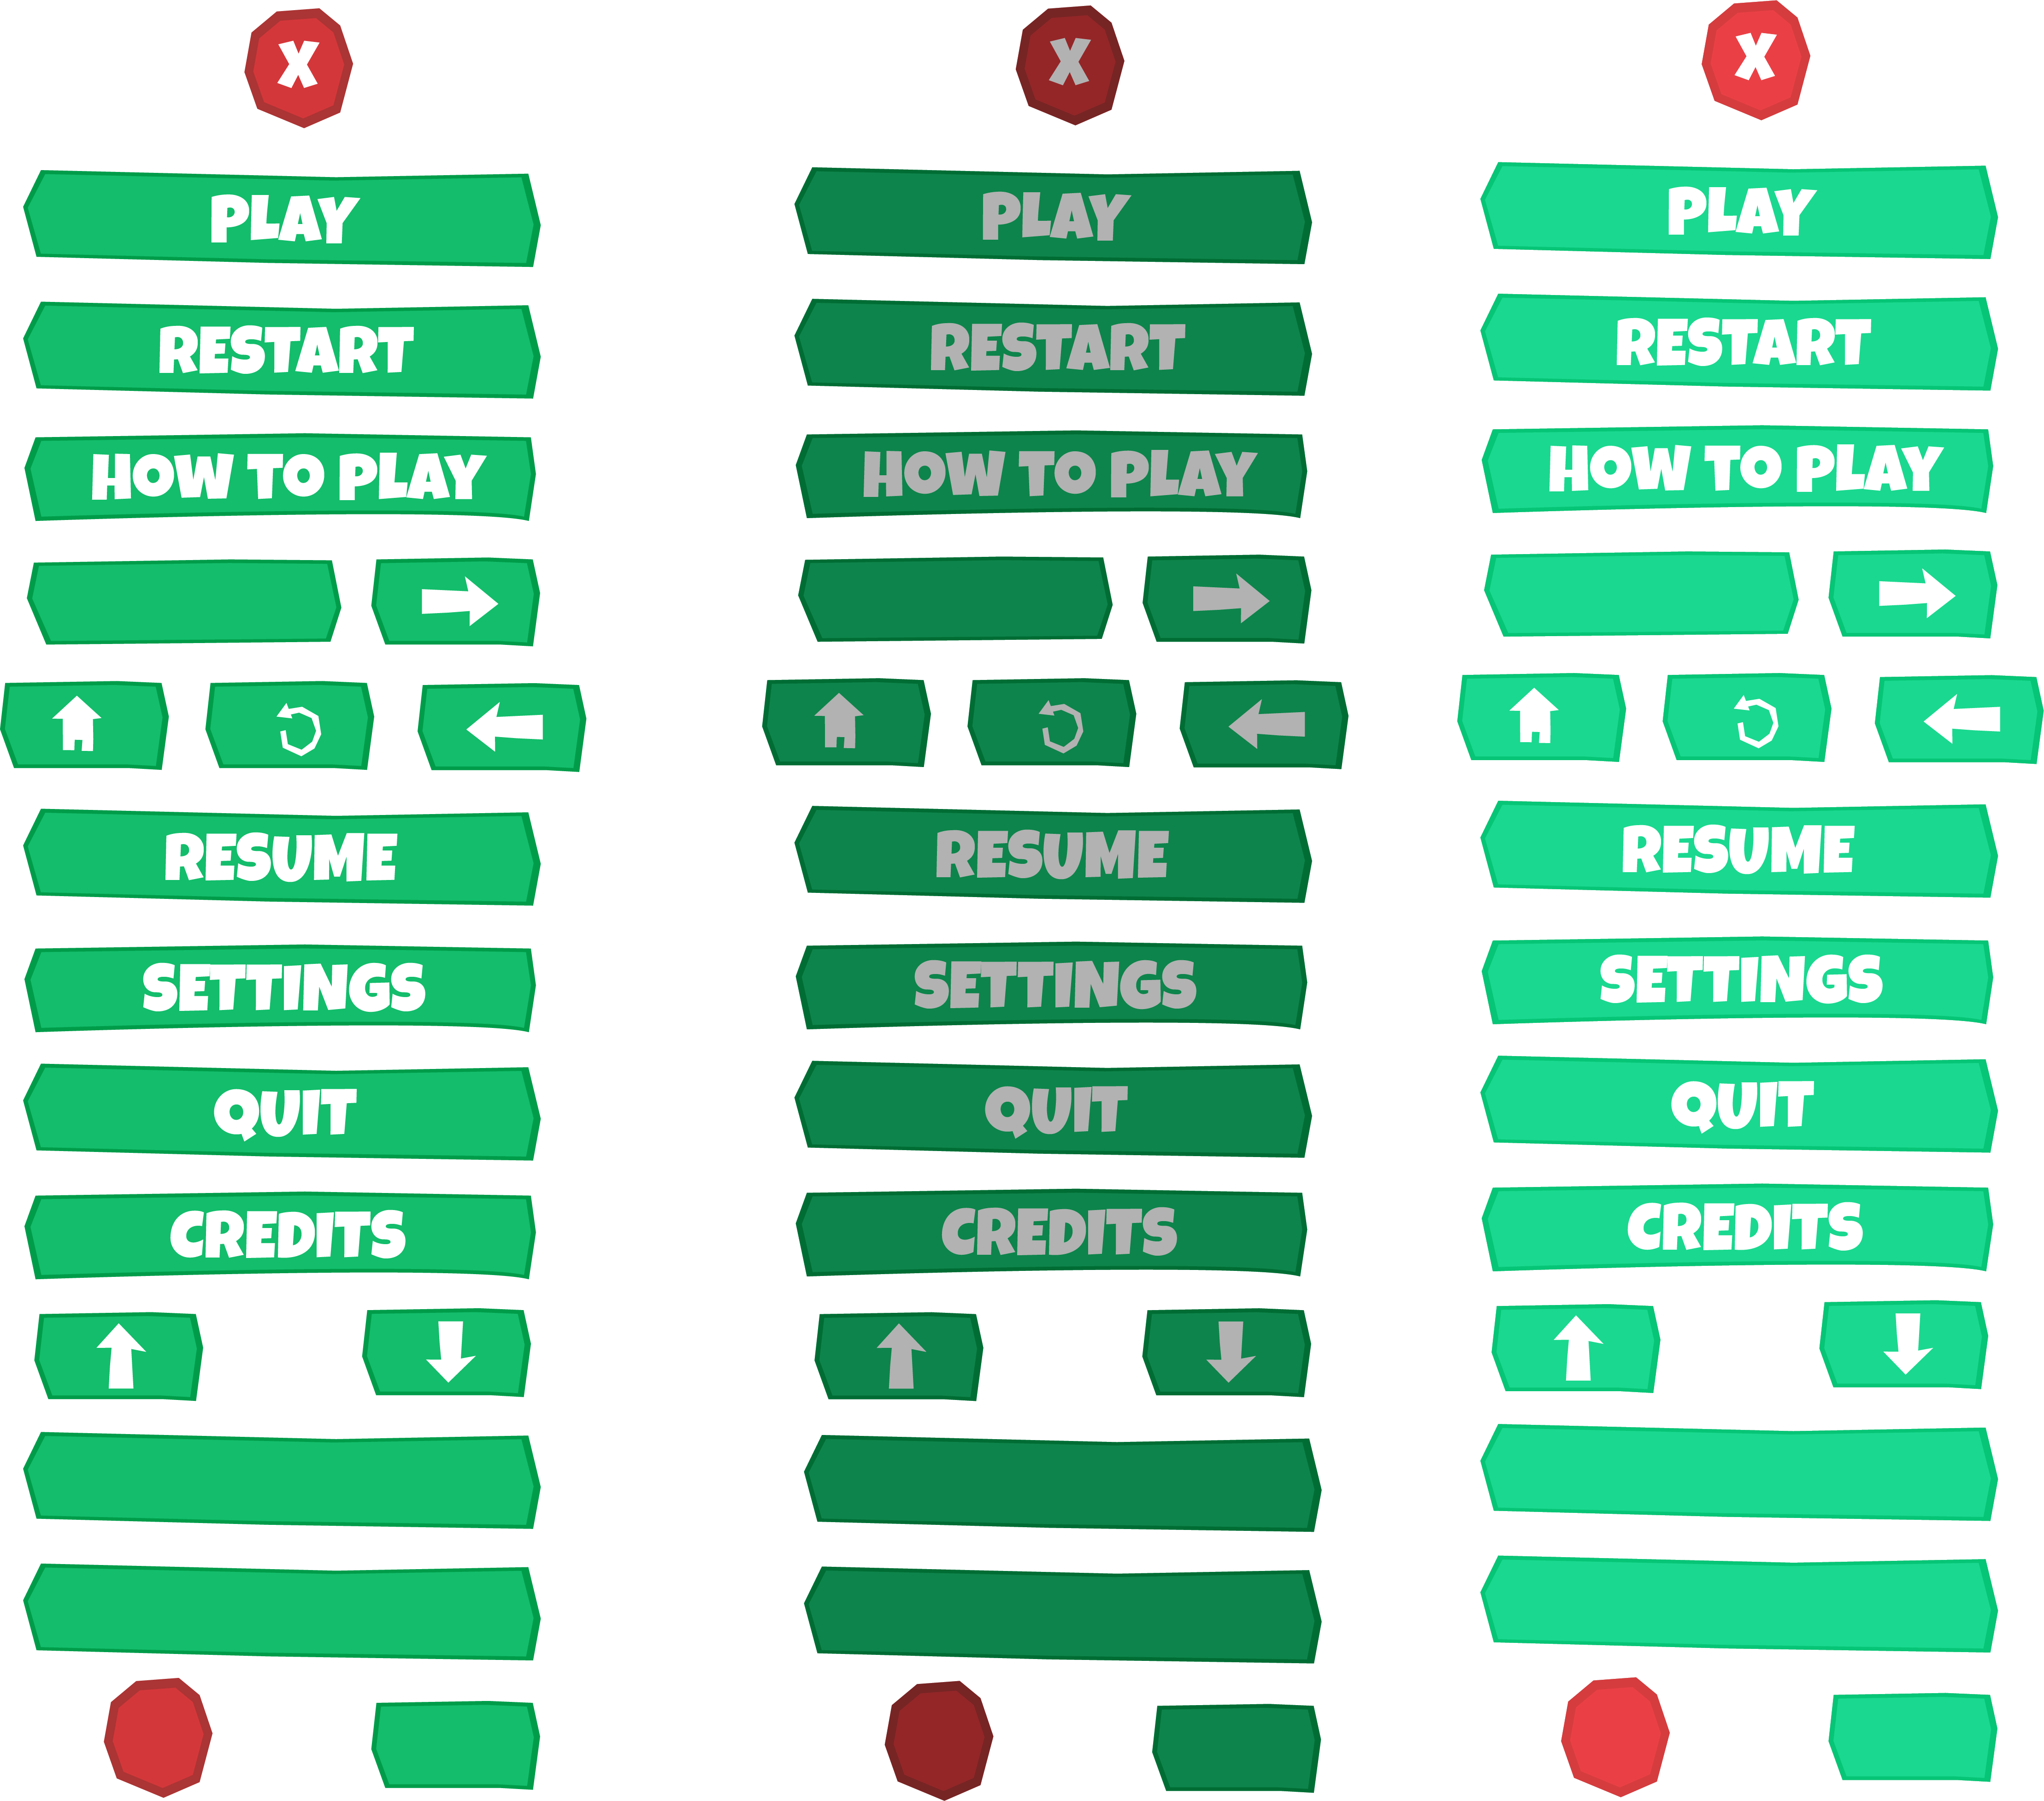 X X X
PLAY PLAY PLAY
RESTART RESTART RESTART
HOW TO PLAY HOW TO PLAY HOW TO PLAY
RESUME RESUME RESUME
SETTINGS SETTINGS SETTINGS
QUIT QUIT QUIT
CREDITS CREDITS CREDITS